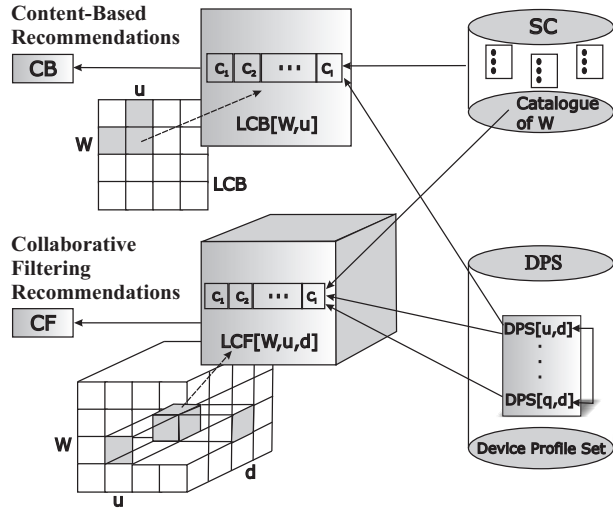 Content-Based
Recommendations
CB
u
W
LCB
C1 C2 ... Cl
LCB[W,u]
SC
Catalogue
of W
Collaborative
Filtering
Recommendations
CF
C1 C2 ... Cl
LCF[W,u,d]
W
u
d
DPS
DPS[u,d]
DPS[q,d]
Device Profile Set